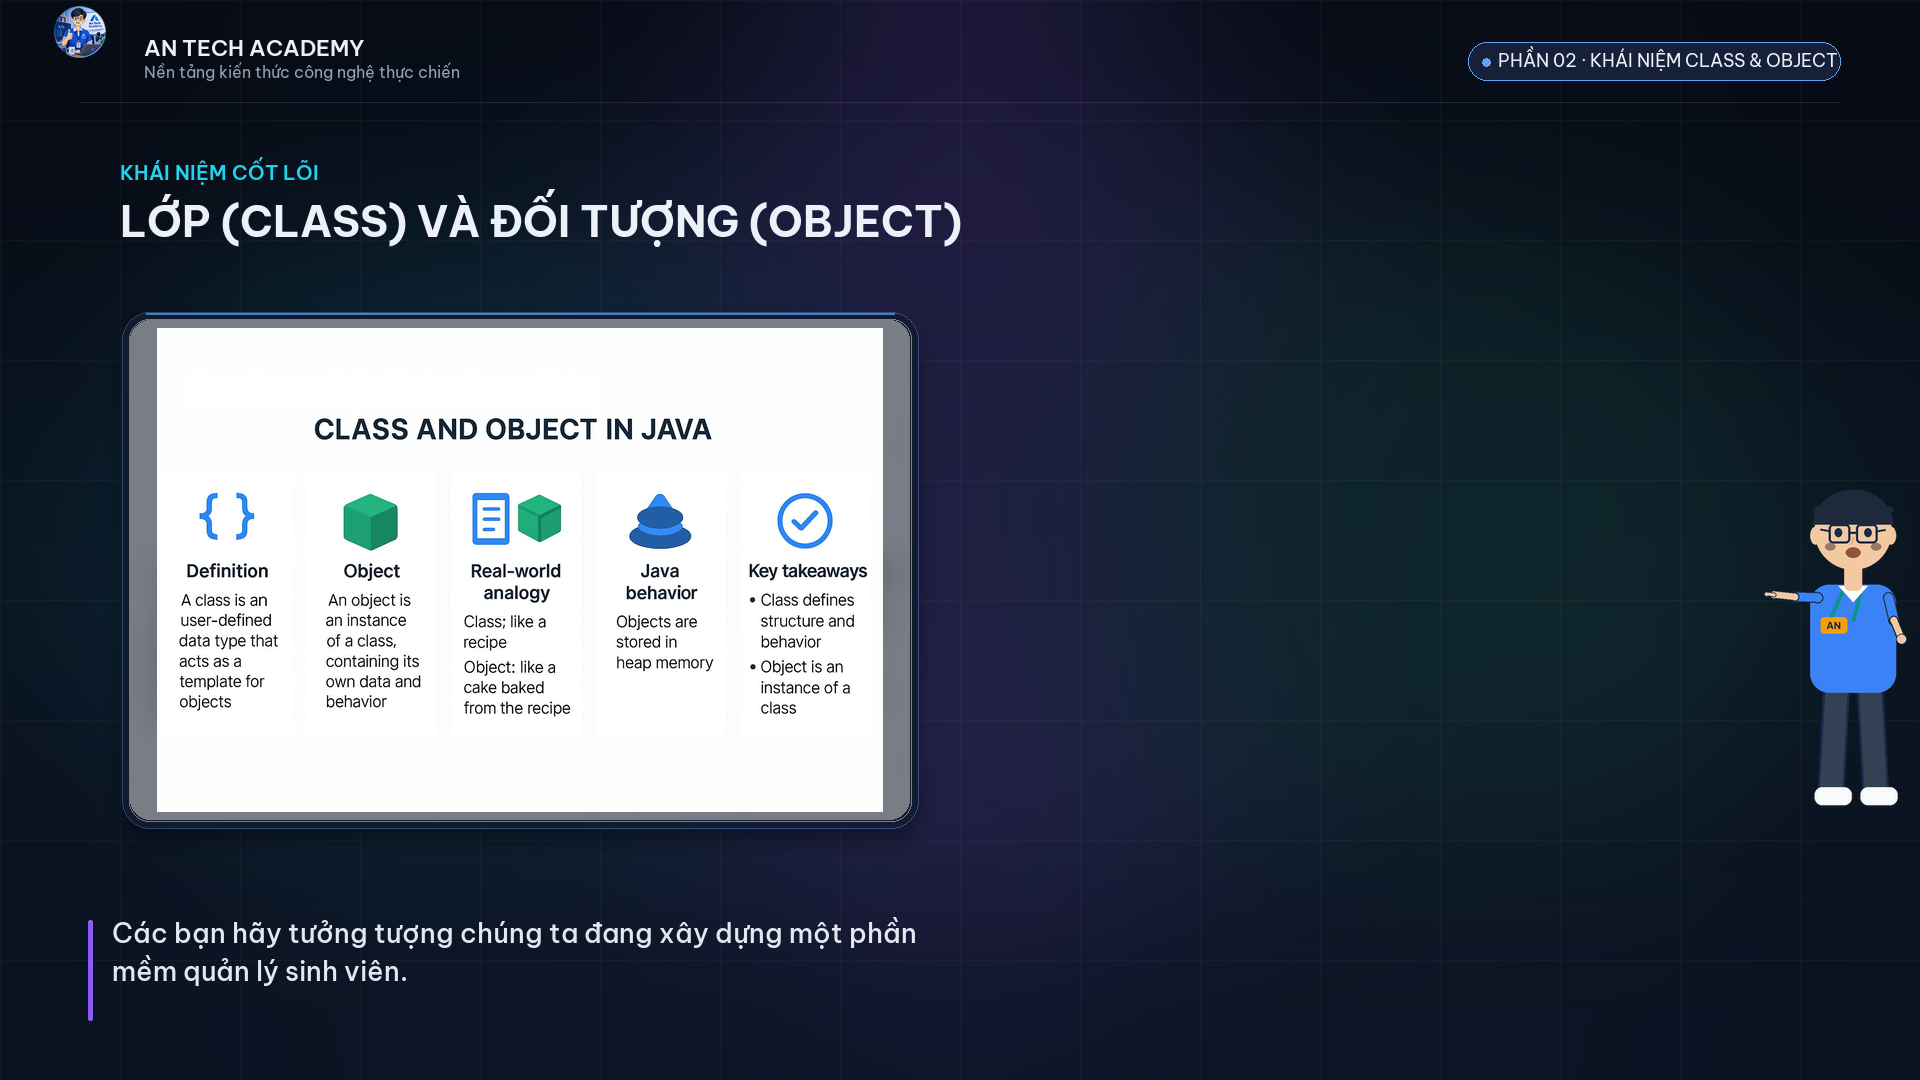 AN TECH ACADEMY
Nền tảng kiến thức công nghệ thực chiến
PHẦN 02 · KHÁI NIỆM CLASS & OBJECT
KHÁI NIỆM CỐT LÕI
LỚP (CLASS) VÀ ĐỐI TƯỢNG (OBJECT)
CLASS AND OBJECT IN JAVA
Definition
A class is an
user-defined
data type that
acts as a
template for
objects
Object
An object is
an instance
of a class,
containing its
own data and
behavior
Real-world
analogy
Class; like a
recipe
Object: like a
cake baked
from the recipe
Java
behavior
Objects are
stored in
heap memory
Key takeaways
• Class defines
structure and
behavior
• Object is an
instance of a
class
AN
Các bạn hãy tưởng tượng chúng ta đang xây dựng một phần
mềm quản lý sinh viên.